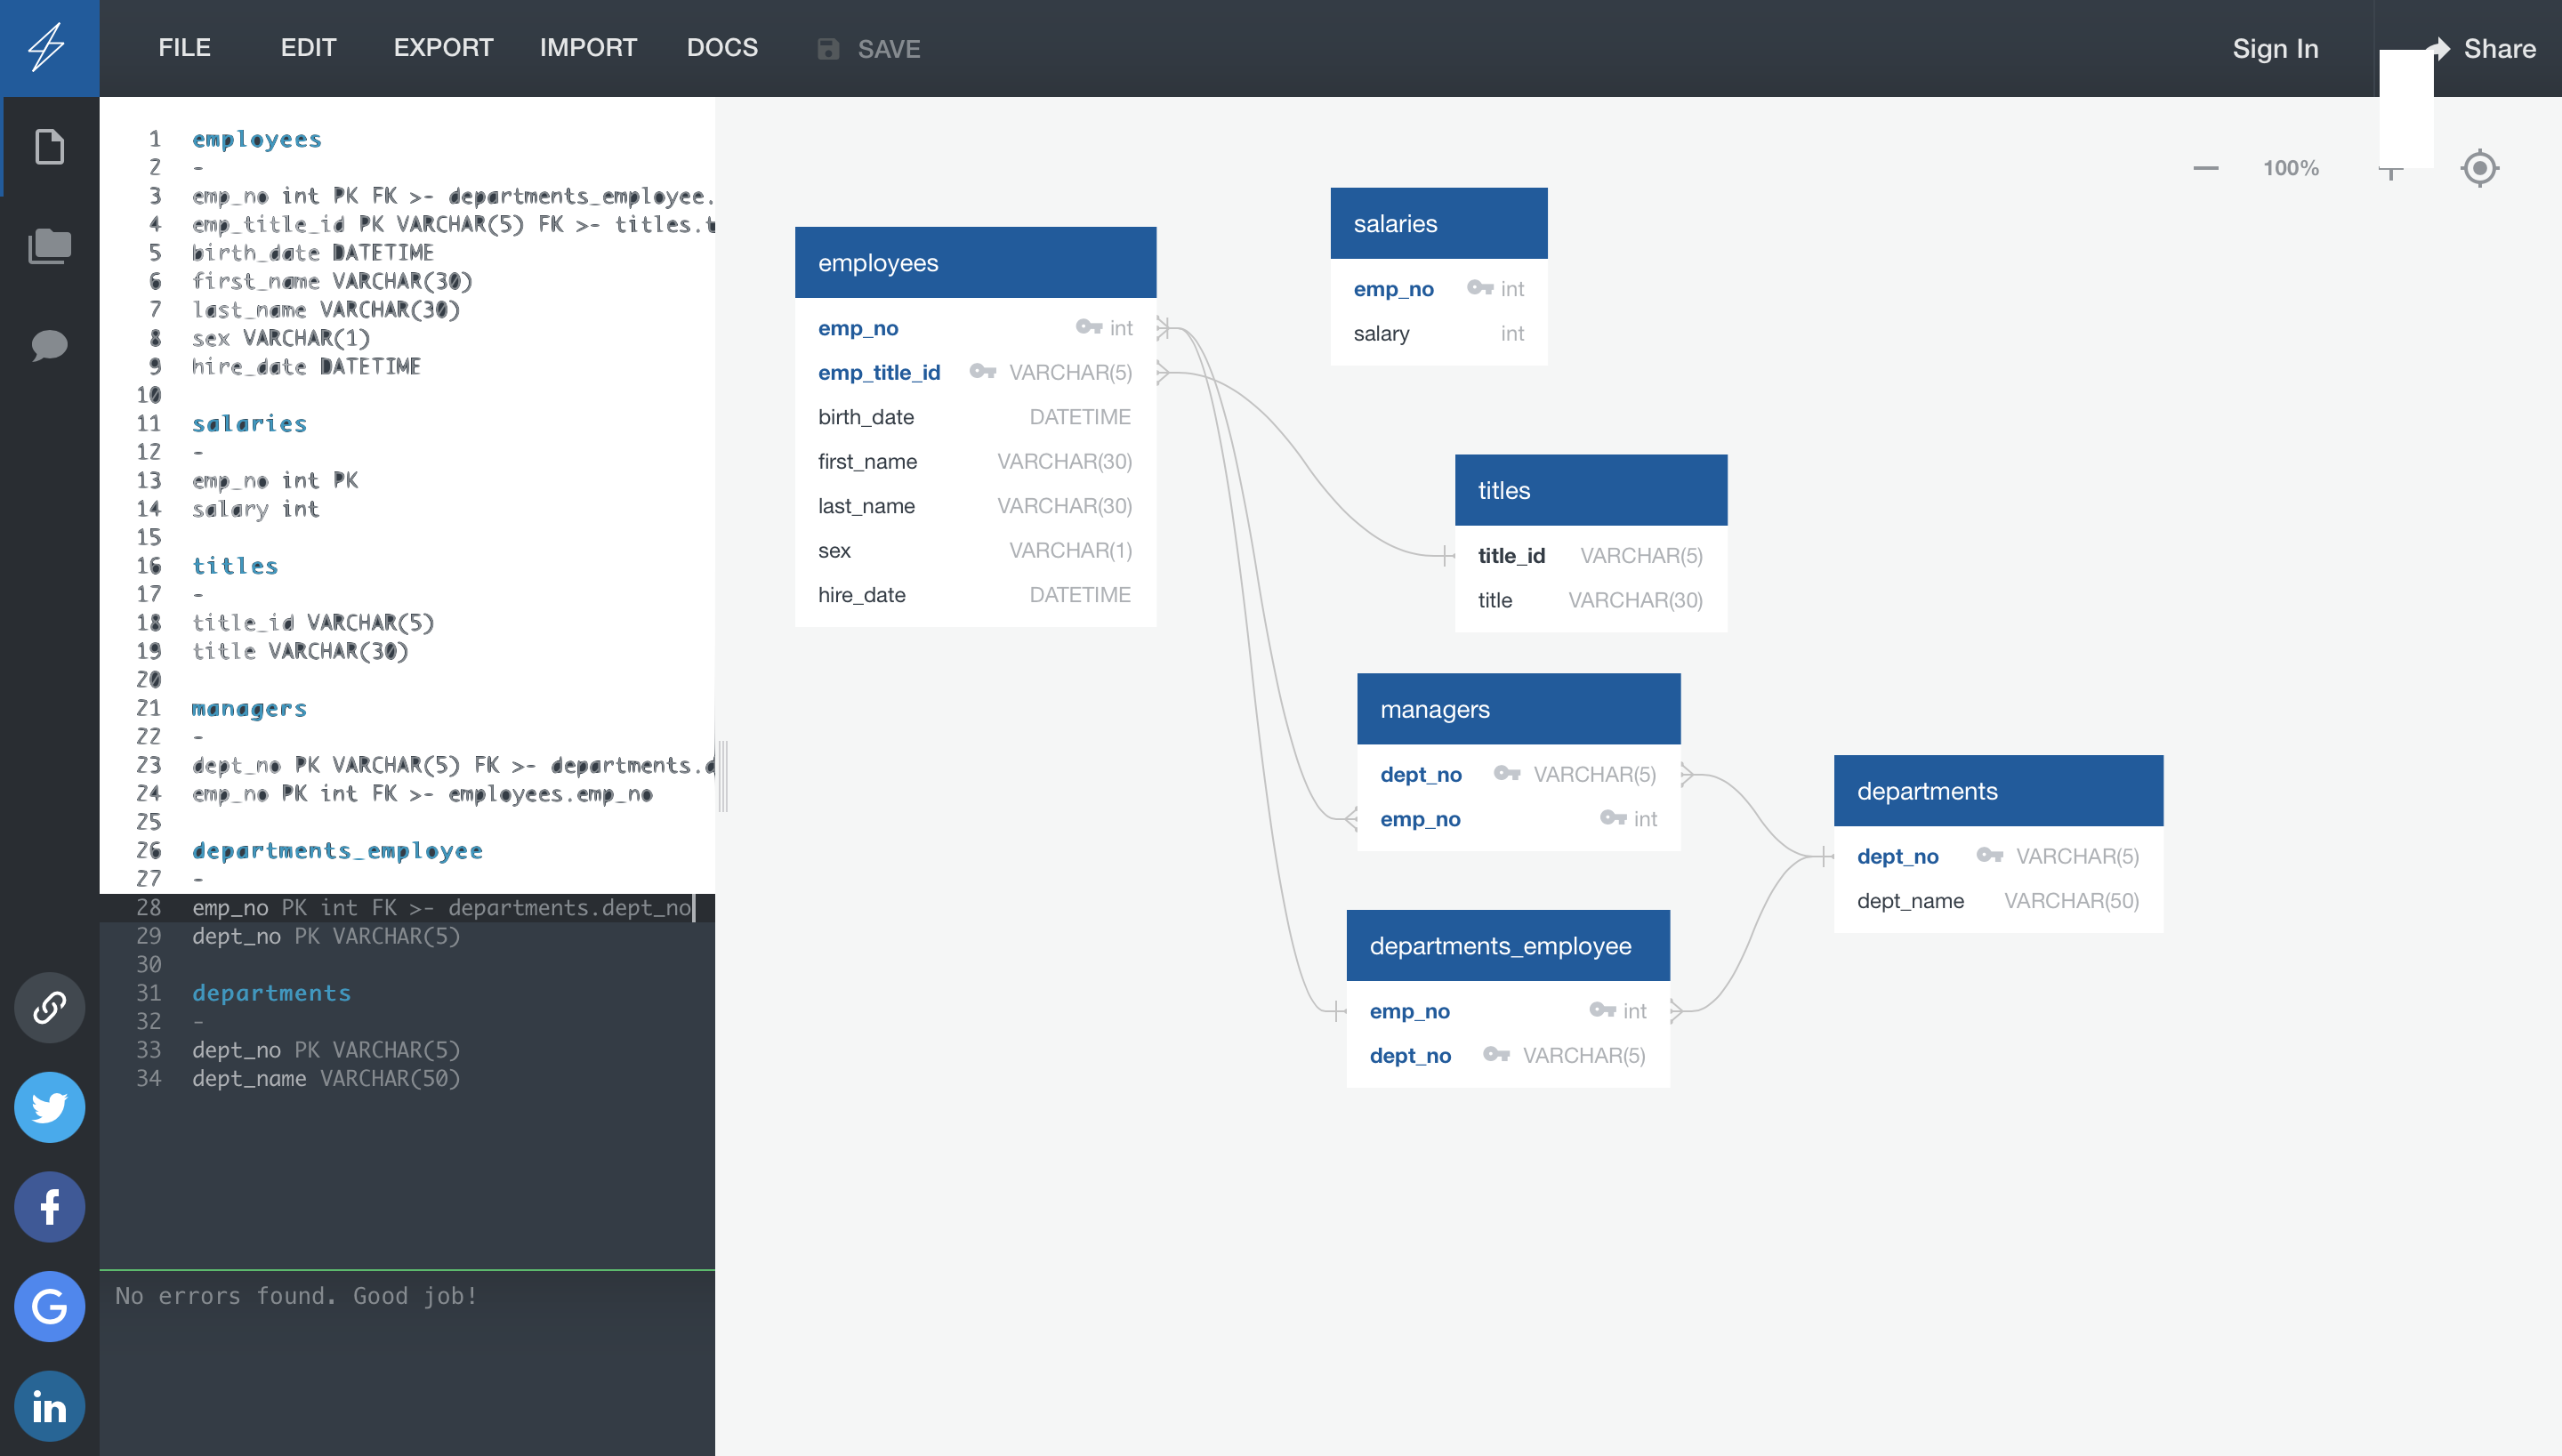 FILE EDIT EXPORT IMPORT DOCS SAVE Sign In Share
1 employees
2 -
3 emp_no int PK FK >- departments_employee.
4 emp_title_id PK VARCHAR(5) FK >- titles.t
5 birth_date DATETIME
6 first_name VARCHAR(30)
7 last_name VARCHAR(30)
8 sex VARCHAR(1)
9 hire_date DATETIME
10
11 salaries
12 -
13 emp_no int PK
14 salary int
15
16 titles
17 -
18 title_id VARCHAR(5)
19 title VARCHAR(30)
20
21 managers
22 -
23 dept_no PK VARCHAR(5) FK >- departments.d
24 emp_no PK int FK >- employees.emp_no
25
26 departments_employee
27 -
28 emp_no PK int FK >- departments.dept_no
29 dept_no PK VARCHAR(5)
30
31 departments
32 -
33 dept_no PK VARCHAR(5)
34 dept_name VARCHAR(50)
No errors found. Good job!
100%
employees
emp_no int
emp_title_id VARCHAR(5)
birth_date DATETIME
first_name VARCHAR(30)
last_name VARCHAR(30)
sex VARCHAR(1)
hire_date DATETIME
salaries
emp_no int
salary int
titles
title_id VARCHAR(5)
title VARCHAR(30)
managers
dept_no VARCHAR(5)
emp_no int
departments
dept_no VARCHAR(5)
dept_name VARCHAR(50)
departments_employee
emp_no int
dept_no VARCHAR(5)